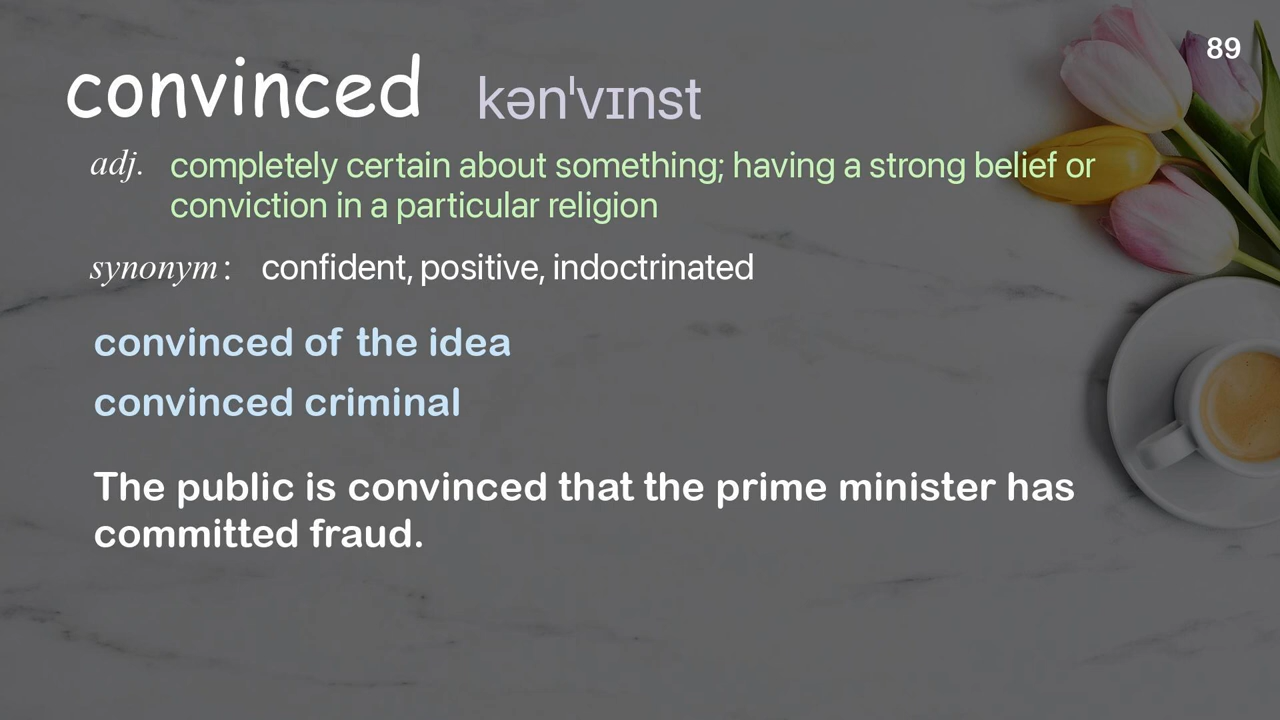 89
convinced kən'vɪnst
adj. completely certain about something; having a strong belief or
conviction in a particular religion
synonym: confident, positive, indoctrinated
convinced of the idea
convinced criminal
The public is convinced that the prime minister has
committed fraud.